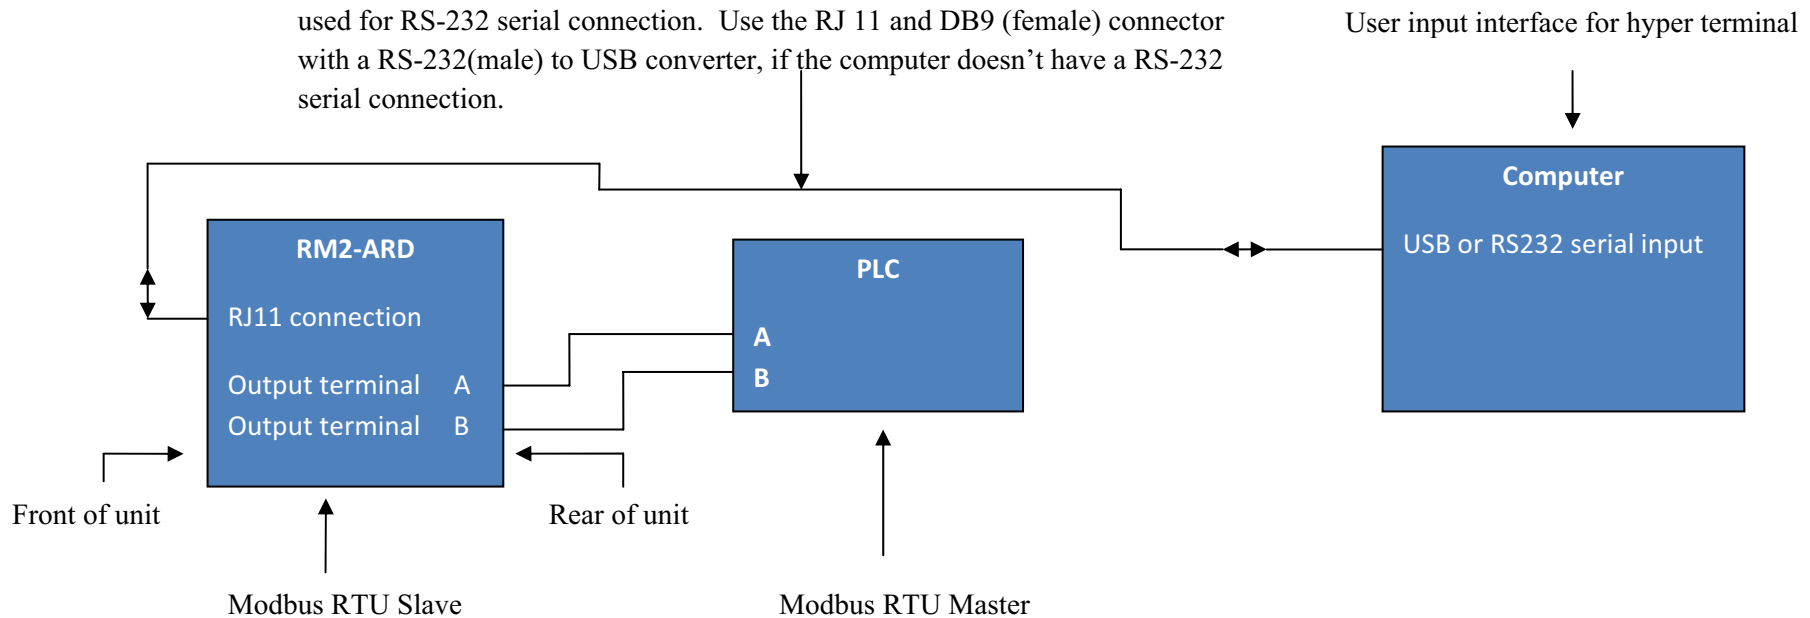 used for RS-232 serial connection.  Use the RJ 11 and DB9 (female) connector
with a RS-232(male) to USB converter, if the computer doesn’t have a RS-232
serial connection.
User input interface for hyper terminal
RM2-ARD
RJ11 connection
Output terminal A
Output terminal B
PLC
A
B
Computer
USB or RS232 serial input
Front of unit
Rear of unit
Modbus RTU Slave
Modbus RTU Master